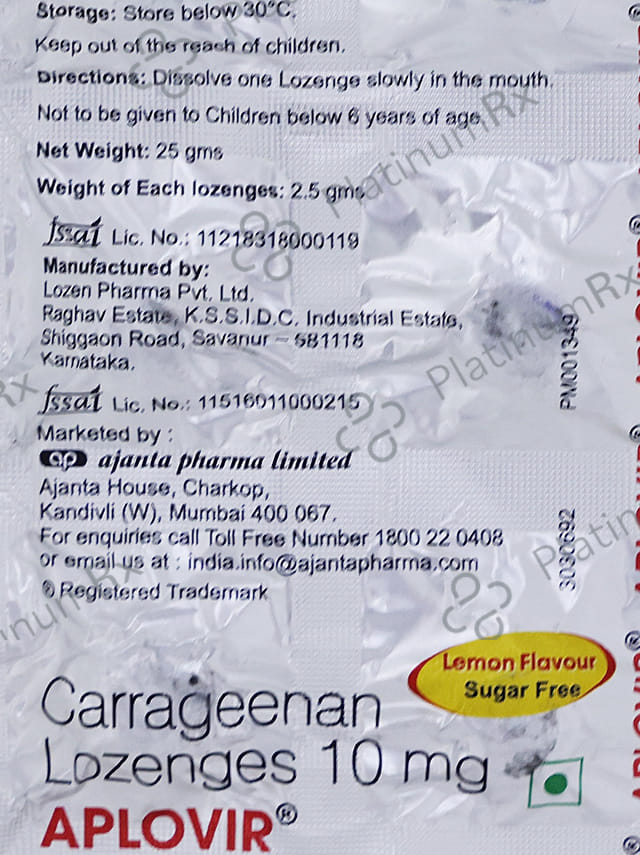 Storage: Store below 30°C.
Keep out of the reach of children.
Directions: Dissolve one Lozenge slowly in the mouth.
Not to be given to Children below 6 years of age.
Net Weight: 25 gms
Weight of Each lozenges: 2.5 gms
fssai Lic. No.: 11218318000119
Manufactured by:
Lozen Pharma Pvt. Ltd.
Raghav Estate, K.S.S.I.D.C. Industrial Estate,
Shiggaon Road, Savanur – 581118
Karnataka.
fssai Lic. No.: 11516011000215
Marketed by :
ap ajanta pharma limited
Ajanta House, Charkop,
Kandivli (W), Mumbai 400 067.
For enquiries call Toll Free Number 1800 22 0408
or email us at : india.info@ajantapharma.com
® Registered Trademark
PM001349
3030692
Lemon Flavour
Sugar Free
Carrageenan
Lozenges 10 mg
APLOVIR®
PlatinumRx
PlatinumRx